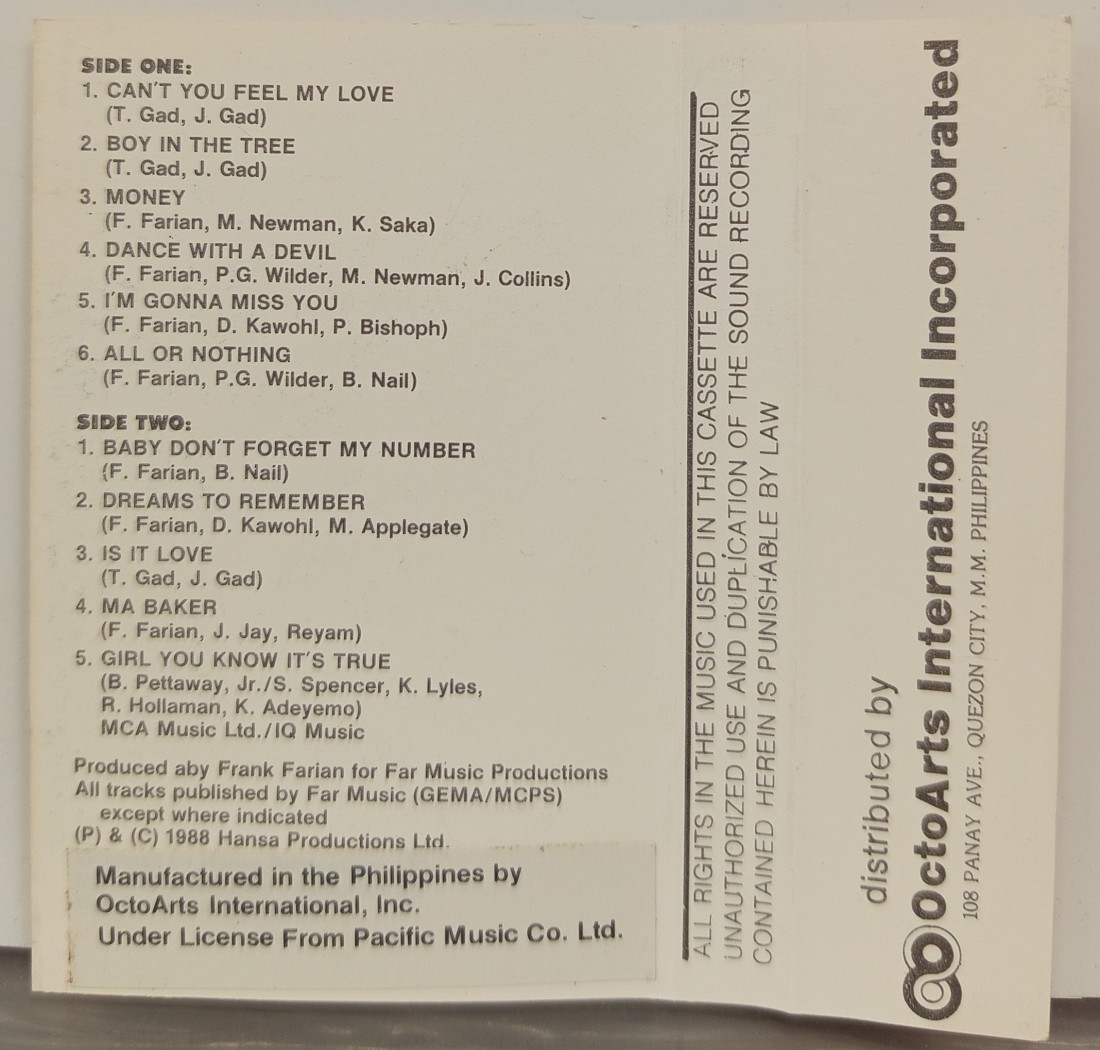 SIDE ONE:
1. CAN'T YOU FEEL MY LOVE
(T. Gad, J. Gad)
2. BOY IN THE TREE
(T. Gad, J. Gad)
3. MONEY
(F. Farian, M. Newman, K. Saka)
4. DANCE WITH A DEVIL
(F. Farian, P.G. Wilder, M. Newman, J. Collins)
5. I'M GONNA MISS YOU
(F. Farian, D. Kawohl, P. Bishoph)
6. ALL OR NOTHING
(F. Farian, P.G. Wilder, B. Nail)
SIDE TWO:
1. BABY DON'T FORGET MY NUMBER
(F. Farian, B. Nail)
2. DREAMS TO REMEMBER
(F. Farian, D. Kawohl, M. Applegate)
3. IS IT LOVE
(T. Gad, J. Gad)
4. MA BAKER
(F. Farian, J. Jay, Reyam)
5. GIRL YOU KNOW IT'S TRUE
(B. Pettaway, Jr./S. Spencer, K. Lyles,
R. Hollaman, K. Adeyemo)
MCA Music Ltd./IQ Music
Produced aby Frank Farian for Far Music Productions
All tracks published by Far Music (GEMA/MCPS)
except where indicated
(P) & (C) 1988 Hansa Productions Ltd.
Manufactured in the Philippines by
OctoArts International, Inc.
Under License From Pacific Music Co. Ltd.
ALL RIGHTS IN THE MUSIC USED IN THIS CASSETTE ARE RESERVED
UNAUTHORIZED USE AND DUPLICATION OF THE SOUND RECORDING
CONTAINED HEREIN IS PUNISHABLE BY LAW
distributed by
OctoArts International Incorporated
108 PANAY AVE., QUEZON CITY, M.M. PHILIPPINES